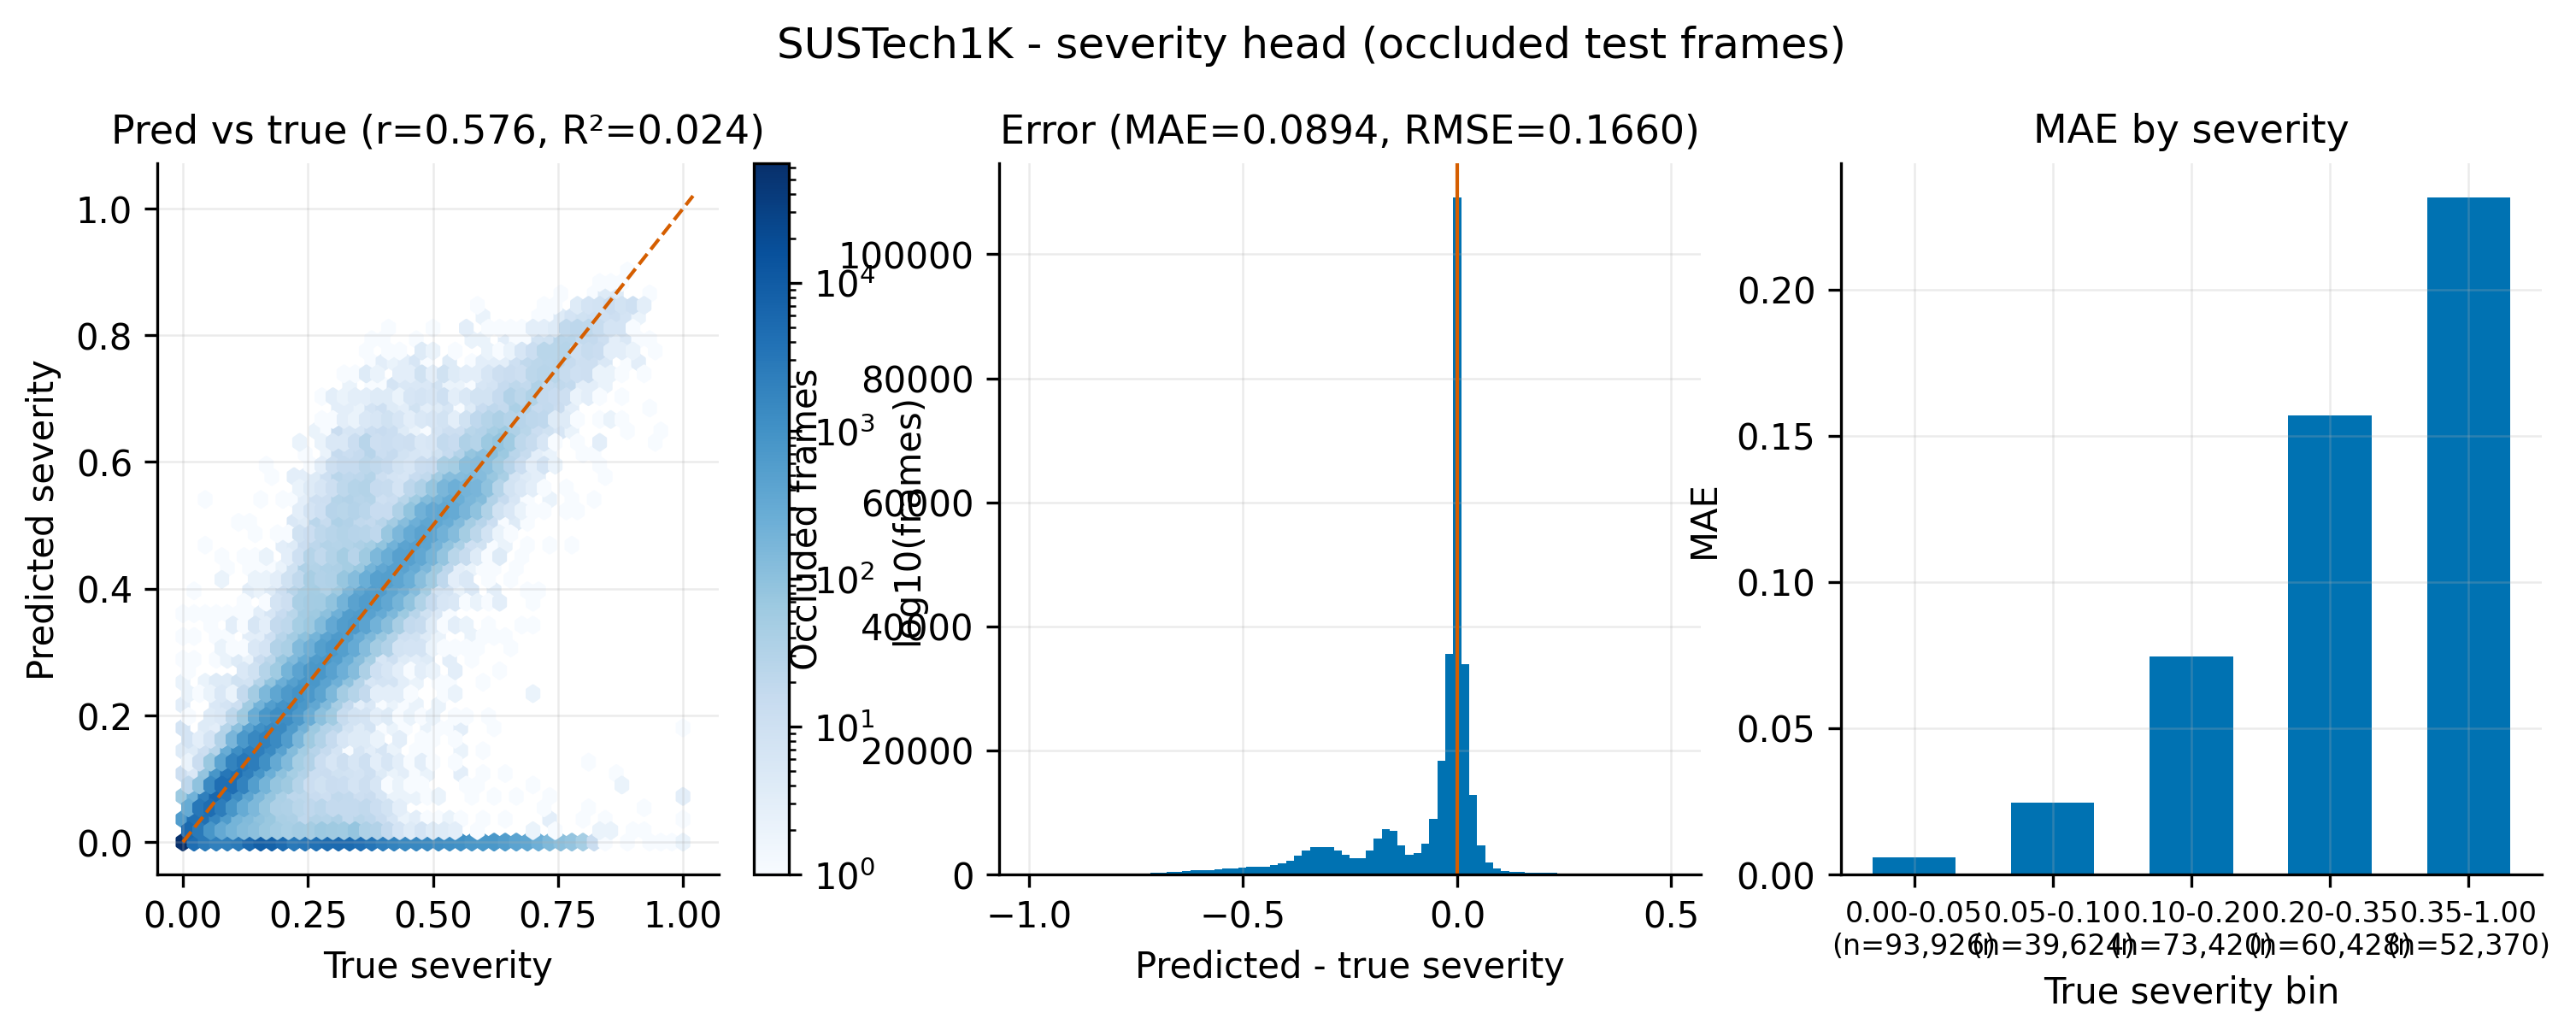 SUSTech1K - severity head (occluded test frames)
Pred vs true (r=0.576, R²=0.024)
1.0
0.8
0.6
0.4
0.2
0.0
Predicted severity
0.00 0.25 0.50 0.75 1.00
True severity
10⁴
10³
10²
10¹
10⁰
log10(frames)
Error (MAE=0.0894, RMSE=0.1660)
Occluded frames
100000
80000
60000
40000
20000
0
−1.0 −0.5 0.0 0.5
Predicted - true severity
MAE by severity
MAE
0.20
0.15
0.10
0.05
0.00
0.00-0.05 0.05-0.10 0.10-0.20 0.20-0.35 0.35-1.00
(n=93,926) (n=39,624) (n=73,420) (n=60,428) (n=52,370)
True severity bin